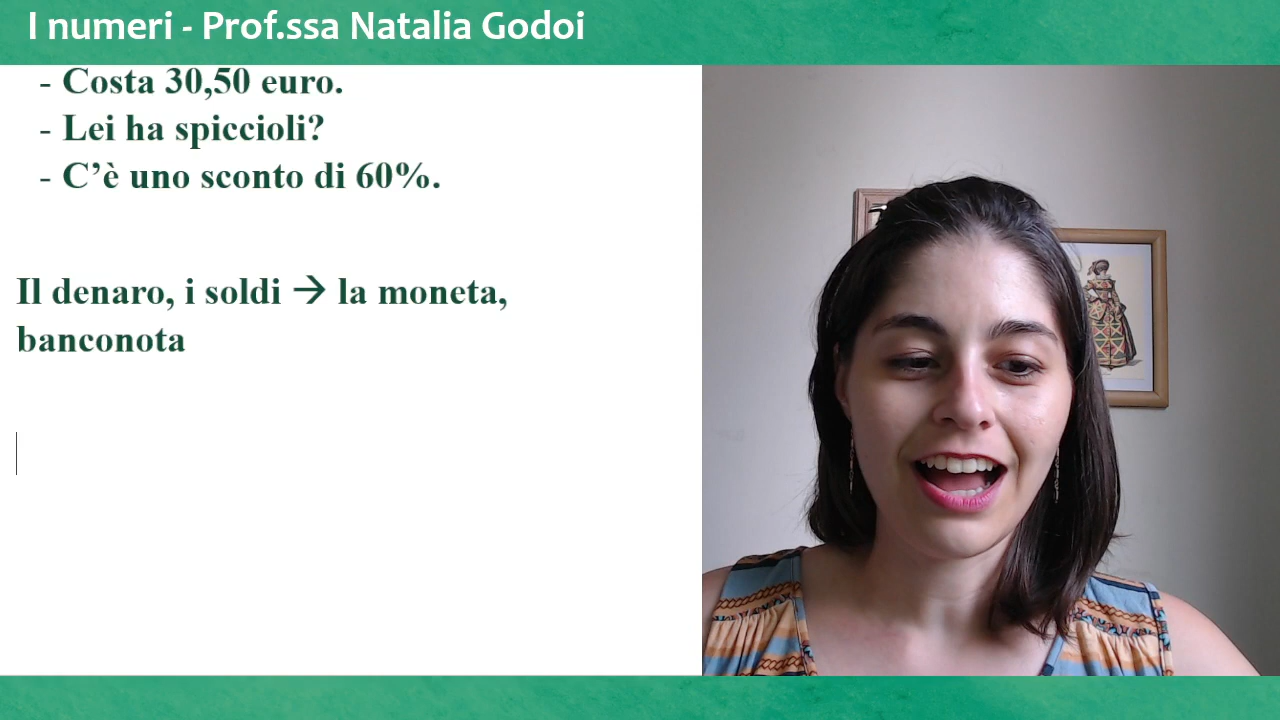 I numeri - Prof.ssa Natalia Godoi
- Costa 30,50 euro.
- Lei ha spiccioli?
- C’è uno sconto di 60%.
Il denaro, i soldi → la moneta,
banconota